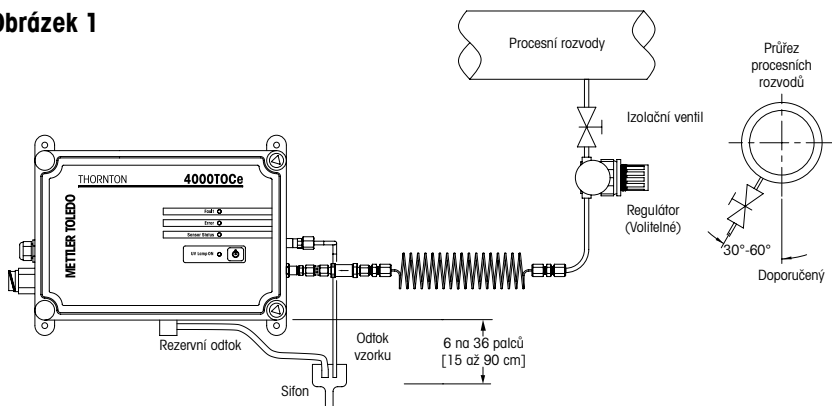 Obrázek 1
Procesní rozvody
Průřez
procesních
rozvodů
Izolační ventil
THORNTON
4000TOCe
METTLER TOLEDO
Fault
Error
Sensor Status
UV Lamp ON
Regulátor
(Volitelné)
30°-60°
Doporučený
Rezervní odtok
Odtok
vzorku
6 na 36 palců
[15 až 90 cm]
Sifon